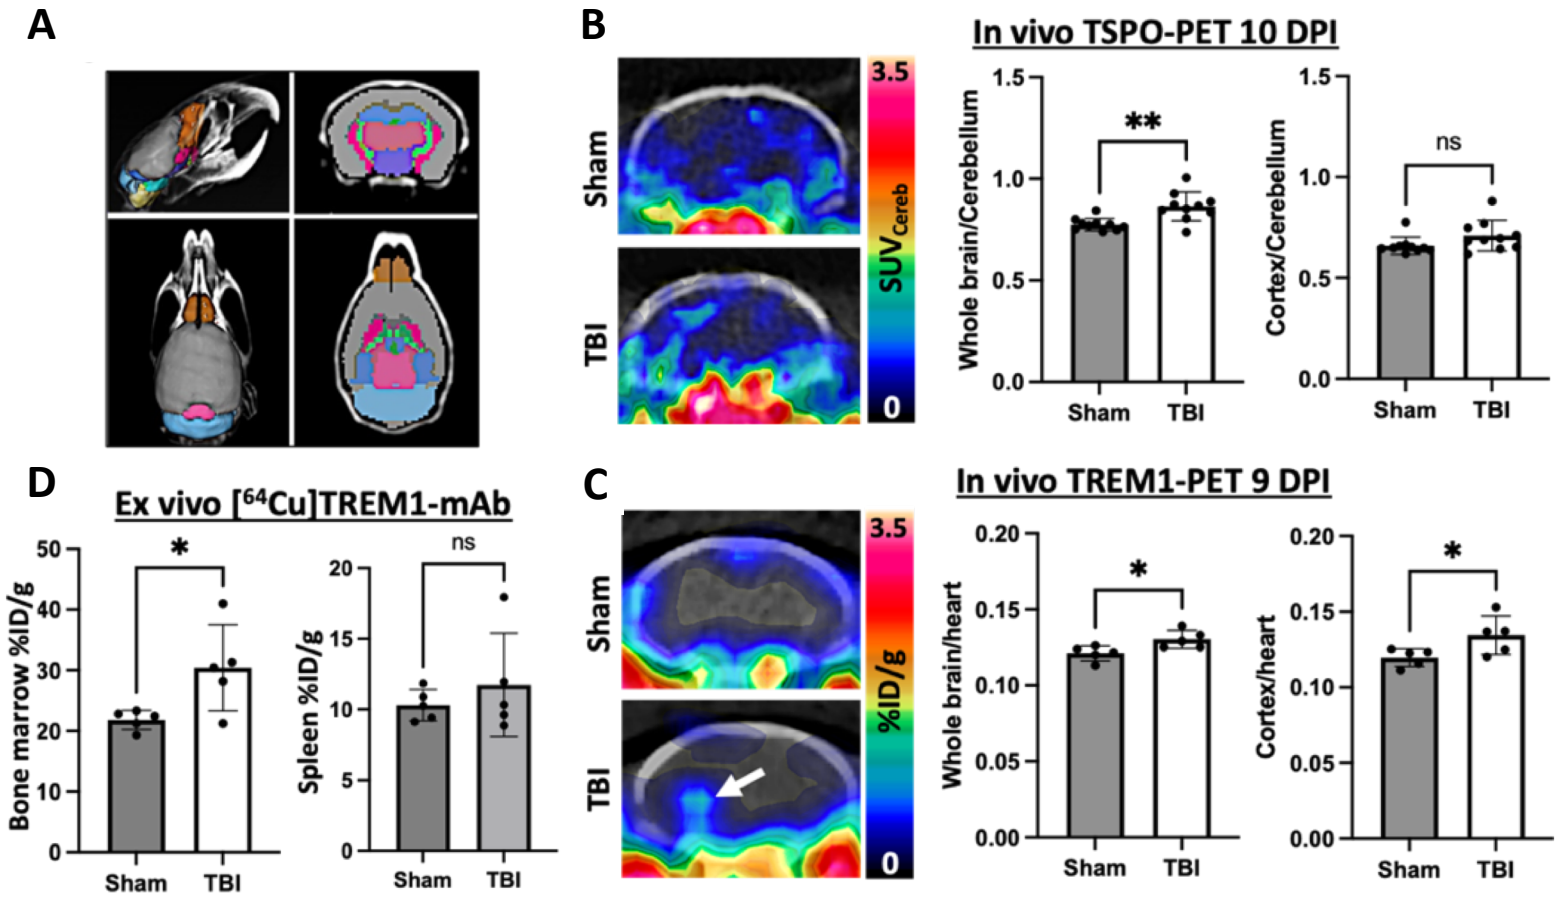 A
B
In vivo TSPO-PET 10 DPI
Sham
TBI
3.5
SUVCereb
0
Whole brain/Cerebellum
1.5
1.0
0.5
0.0
**
Sham
TBI
Cortex/Cerebellum
1.5
1.0
0.5
0.0
ns
Sham
TBI
D
Ex vivo [64Cu]TREM1-mAb
Bone marrow %ID/g
50
40
30
20
10
0
*
Sham
TBI
Spleen %ID/g
20
15
10
5
0
ns
Sham
TBI
C
In vivo TREM1-PET 9 DPI
Sham
TBI
3.5
%ID/g
0
Whole brain/heart
0.20
0.15
0.10
0.05
0.00
*
Sham
TBI
Cortex/heart
0.20
0.15
0.10
0.05
0.00
*
Sham
TBI